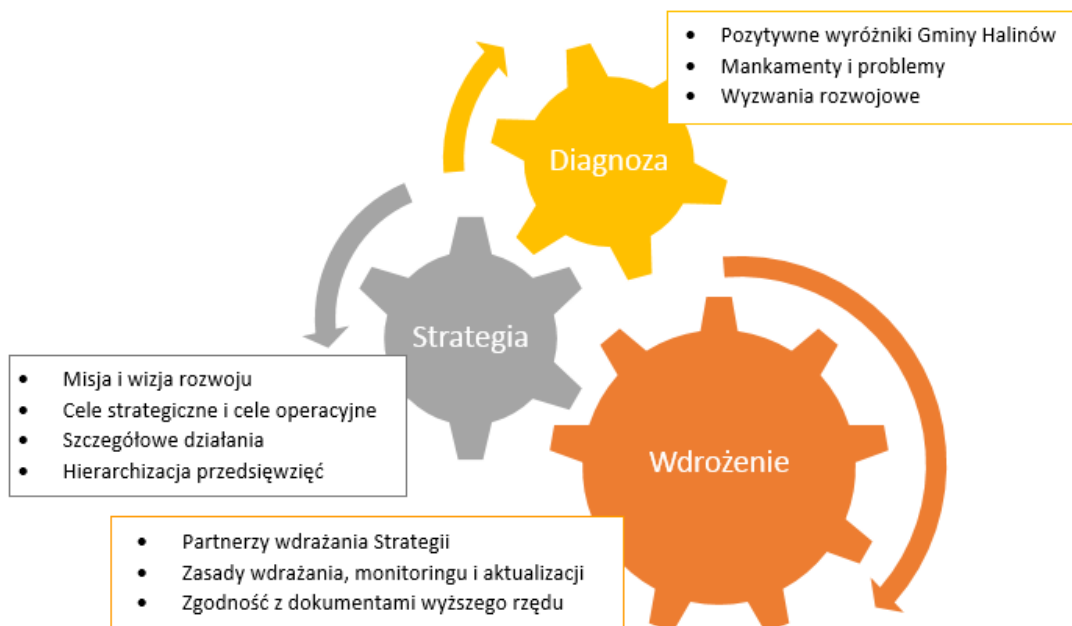 Pozytywne wyróżniki Gminy Halinów
Mankamenty i problemy
Wyzwania rozwojowe
Diagnoza
Strategia
Misja i wizja rozwoju
Cele strategiczne i cele operacyjne
Szczegółowe działania
Hierarchizacja przedsięwzięć
Wdrożenie
Partnerzy wdrażania Strategii
Zasady wdrażania, monitoringu i aktualizacji
Zgodność z dokumentami wyższego rzędu